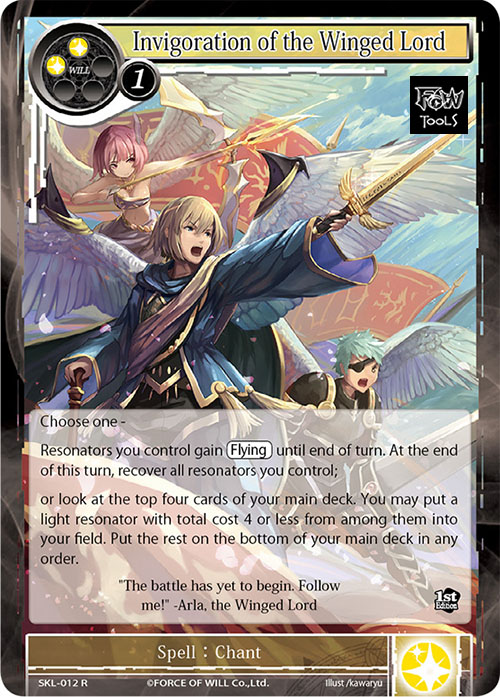 Invigoration of the Winged Lord
WILL
1
FOW
TOOLS
Choose one -
Resonators you control gain Flying until end of turn. At the end
of this turn, recover all resonators you control;
or look at the top four cards of your main deck. You may put a
light resonator with total cost 4 or less from among them into
your field. Put the rest on the bottom of your main deck in any
order.
"The battle has yet to begin. Follow
me!" -Arla, the Winged Lord
1st
Edition
Spell : Chant
SKL-012 R
©FORCE OF WILL Co.,Ltd.
Illust /kawaryu